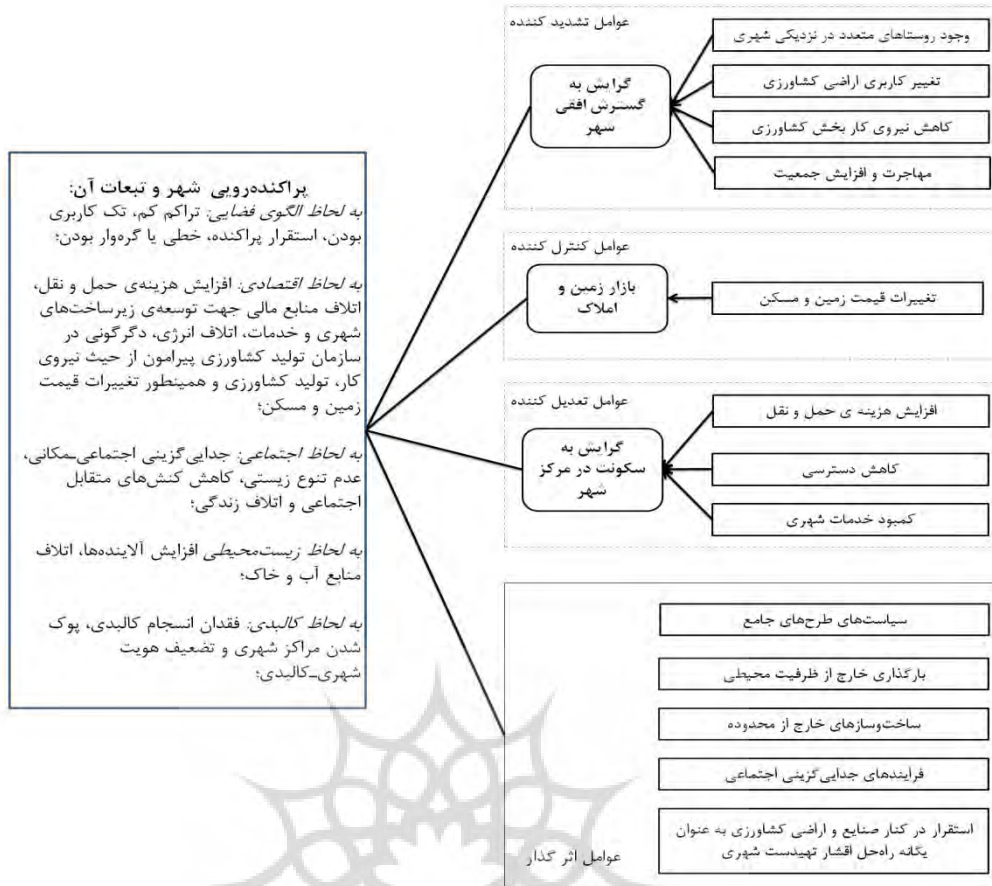 عوامل تشدید کننده
وجود روستاهای متعدد در نزدیکی شهری
تغییر کاربری اراضی کشاورزی
کاهش نیروی کار بخش کشاورزی
مهاجرت و افزایش جمعیت
گرایش به
گسترش افقی
شهر
عوامل کنترل کننده
تغییرات قیمت زمین و مسکن
بازار زمین و
املاک
عوامل تعدیل کننده
افزایش هزینه ی حمل و نقل
کاهش دسترسی
کمبود خدمات شهری
گرایش به
سکونت در مرکز
شهر
سیاست‌های طرح‌های جامع
بارگذاری خارج از ظرفیت محیطی
ساخت‌وسازهای خارج از محدوده
فرآیندهای جدایی‌گزینی اجتماعی
استقرار در کنار صنایع و اراضی کشاورزی به عنوان
یگانه راه‌حل اقشار تهیدست شهری
عوامل اثر گذار
پراکنده‌رویی شهر و تبعات آن:
به لحاظ الگوی فضایی: تراکم کم، تک کاربری
بودن، استقرار پراکنده، خطی یا گره‌وار بودن؛
به لحاظ اقتصادی: افزایش هزینه‌ی حمل و نقل،
اتلاف منابع مالی جهت توسعه‌ی زیرساخت‌های
شهری و خدمات، اتلاف انرژی، دگرگونی در
سازمان تولید کشاورزی پیرامون از حیث نیروی
کار، تولید کشاورزی و همینطور تغییرات قیمت
زمین و مسکن؛
به لحاظ اجتماعی: جدایی‌گزینی اجتماعی‌ـ‌مکانی،
عدم تنوع زیستی، کاهش کنش‌های متقابل
اجتماعی و اتلاف زندگی؛
به لحاظ زیست‌محیطی افزایش آلاینده‌ها، اتلاف
منابع آب و خاک؛
به لحاظ کالبدی: فقدان انسجام کالبدی، پوک
شدن مراکز شهری و تضعیف هویت
شهری‌ـ‌کالبدی؛